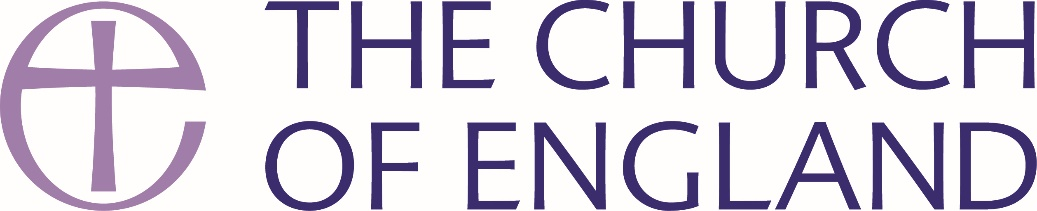 THE CHURCH
OF ENGLAND